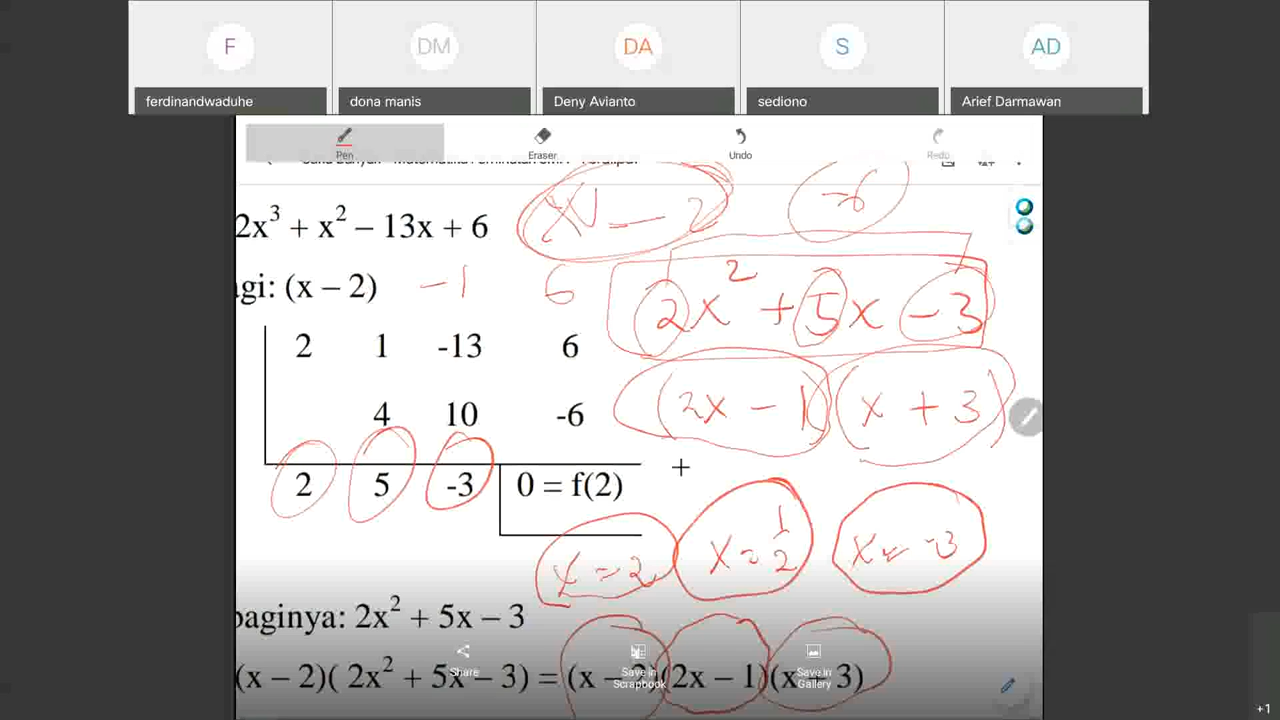 F DM DA S AD
ferdinandwaduhe dona manis Deny Avianto sediono Arief Darmawan
Pen Eraser Undo Redo
2x³ + x² − 13x + 6
x − 2
−6
gi: (x − 2)
−1 6
2x² + 5x − 3
2 1 -13 6
4 10 -6
(2x − 1) (x + 3)
+
2 5 -3 0 = f(2)
x = 2 x = 1/2 x = −3
baginya: 2x² + 5x − 3
(x − 2)( 2x² + 5x − 3) = (x − 2)(2x − 1)(x + 3)
Share Save in Scrapbook Save in Gallery
+1